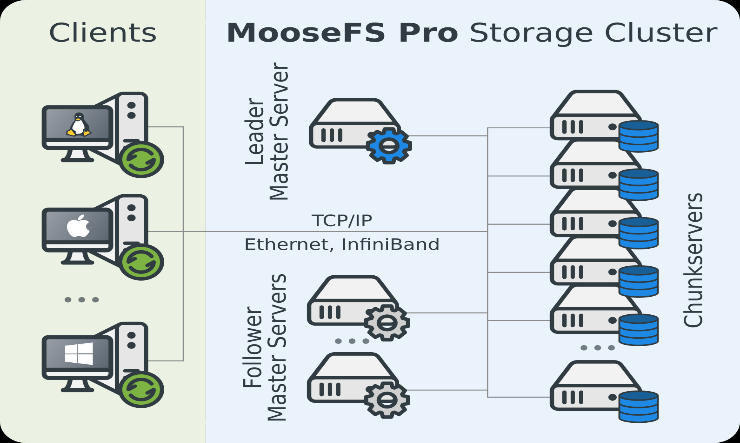 Clients
MooseFS Pro Storage Cluster
Leader
Master Server
TCP/IP
Ethernet, InfiniBand
Follower
Master Servers
Chunkservers